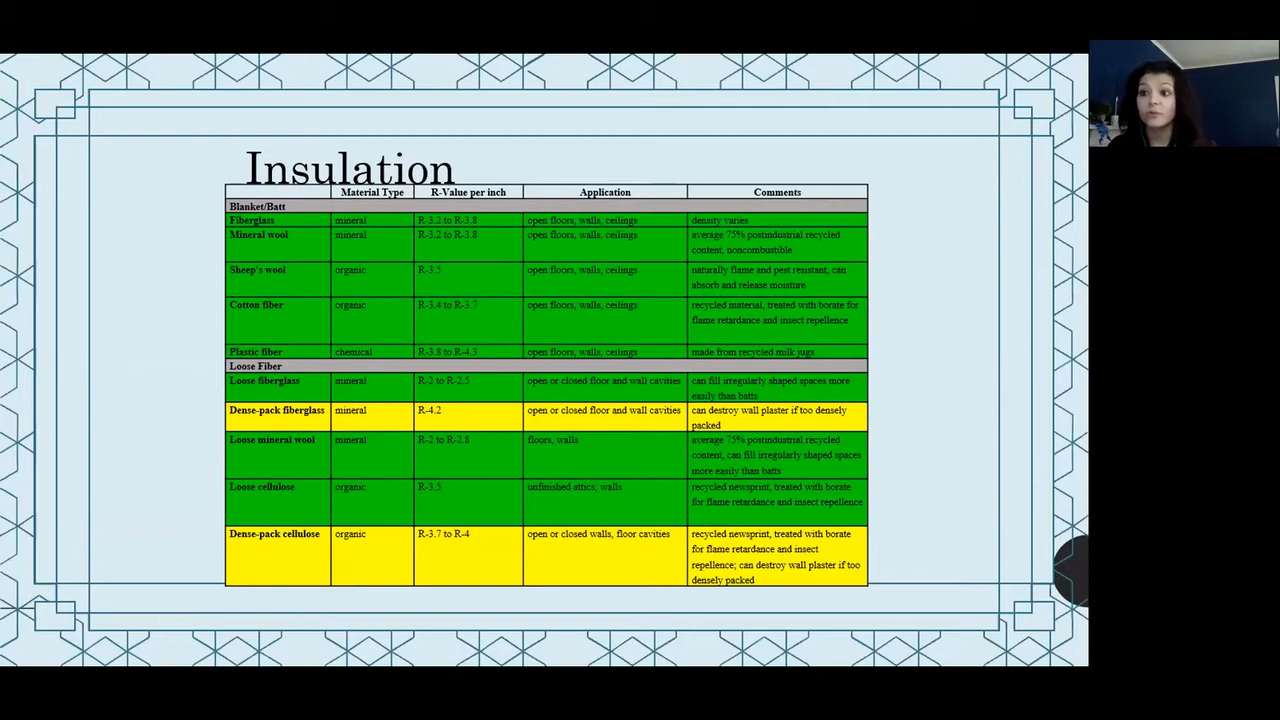 Insulation
Material Type R-Value per inch Application Comments
Blanket/Batt
Fiberglass mineral R-3.2 to R-3.8 open floors, walls, ceilings density varies
Mineral wool mineral R-3.2 to R-3.8 open floors, walls, ceilings average 75% postindustrial recycled
content, noncombustible
Sheep's wool organic R-3.5 open floors, walls, ceilings naturally flame and pest resistant, can
absorb and release moisture
Cotton fiber organic R-3.4 to R-3.7 open floors, walls, ceilings recycled material, treated with borate for
flame retardance and insect repellence
Plastic fiber chemical R-3.8 to R-4.3 open floors, walls, ceilings made from recycled milk jugs
Loose Fiber
Loose fiberglass mineral R-2 to R-2.5 open or closed floor and wall cavities can fill irregularly shaped spaces more
easily than batts
Dense-pack fiberglass mineral R-4.2 open or closed floor and wall cavities can destroy wall plaster if too densely
packed
Loose mineral wool mineral R-2 to R-2.8 floors, walls average 75% postindustrial recycled
content, can fill irregularly shaped spaces
more easily than batts
Loose cellulose organic R-3.5 unfinished attics, walls recycled newsprint, treated with borate
for flame retardance and insect repellence
Dense-pack cellulose organic R-3.7 to R-4 open or closed walls, floor cavities recycled newsprint, treated with borate
for flame retardance and insect
repellence; can destroy wall plaster if too
densely packed